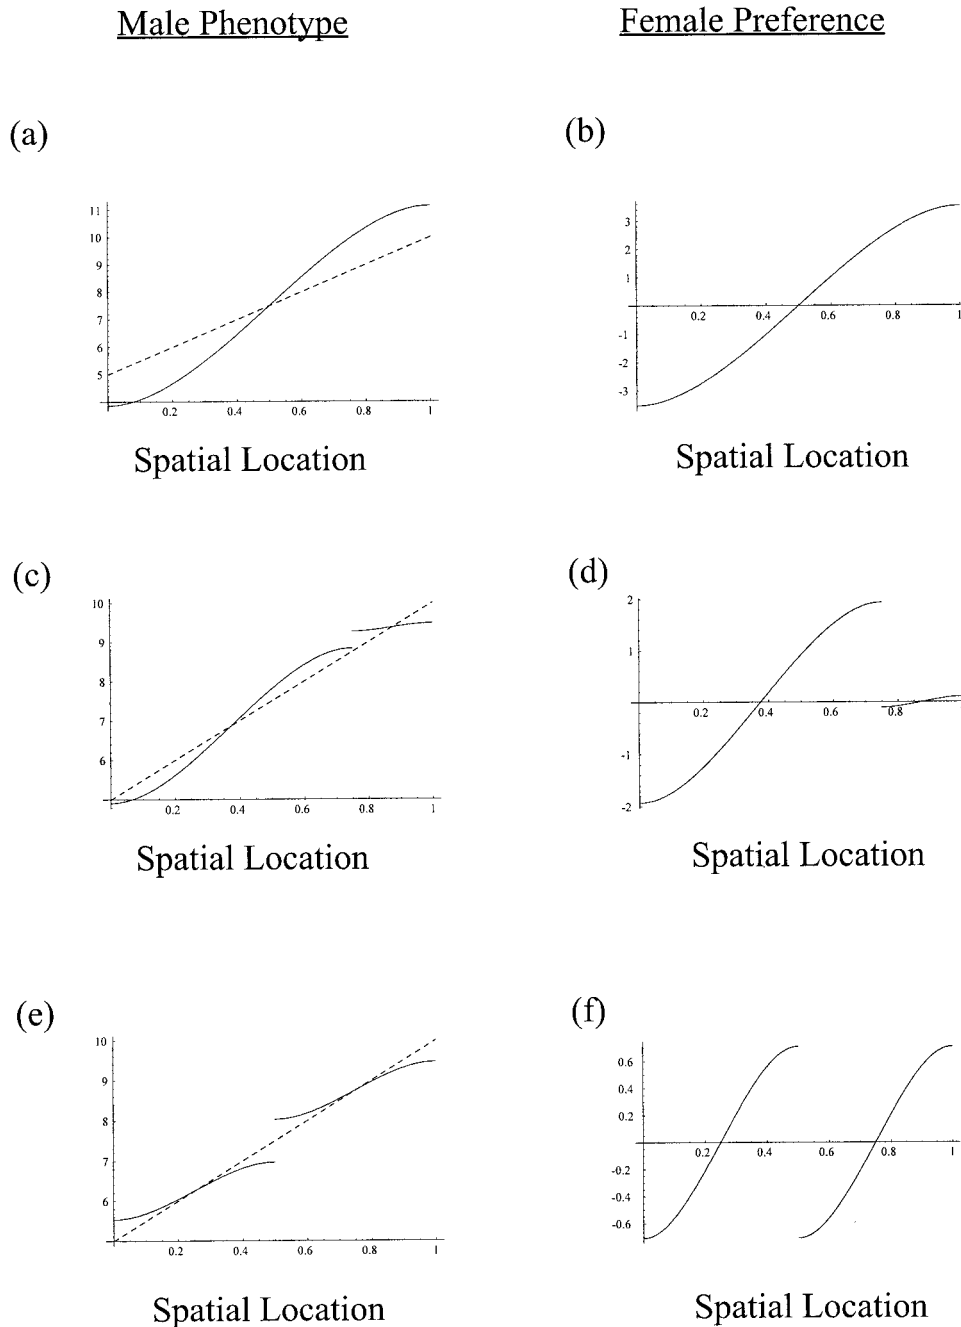 Male Phenotype Female Preference
(a) (b)
11
10
9
8
7
6
5
0.2 0.4 0.6 0.8 1
3
2
1
-1
-2
-3
0.2 0.4 0.6 0.8 1
Spatial Location Spatial Location
(c) (d)
10
9
8
7
6
0.2 0.4 0.6 0.8 1
2
1
-1
-2
0.2 0.4 0.6 0.8
Spatial Location Spatial Location
(e) (f)
10
9
8
7
6
0.2 0.4 0.6 0.8 1
0.6
0.4
0.2
-0.2
-0.4
-0.6
0.2 0.4 0.6 0.8 1
Spatial Location Spatial Location